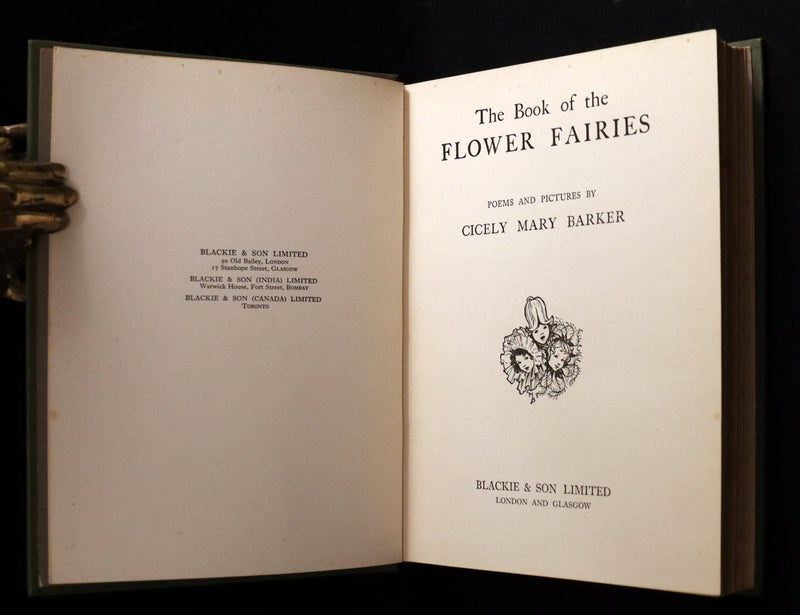 BLACKIE & SON LIMITED
50 Old Bailey, LONDON
17 Stanhope Street, GLASGOW
BLACKIE & SON (INDIA) LIMITED
Warwick House, Fort Street, BOMBAY
BLACKIE & SON (CANADA) LIMITED
TORONTO
The Book of the
FLOWER FAIRIES
POEMS AND PICTURES BY
CICELY MARY BARKER
BLACKIE & SON LIMITED
LONDON AND GLASGOW